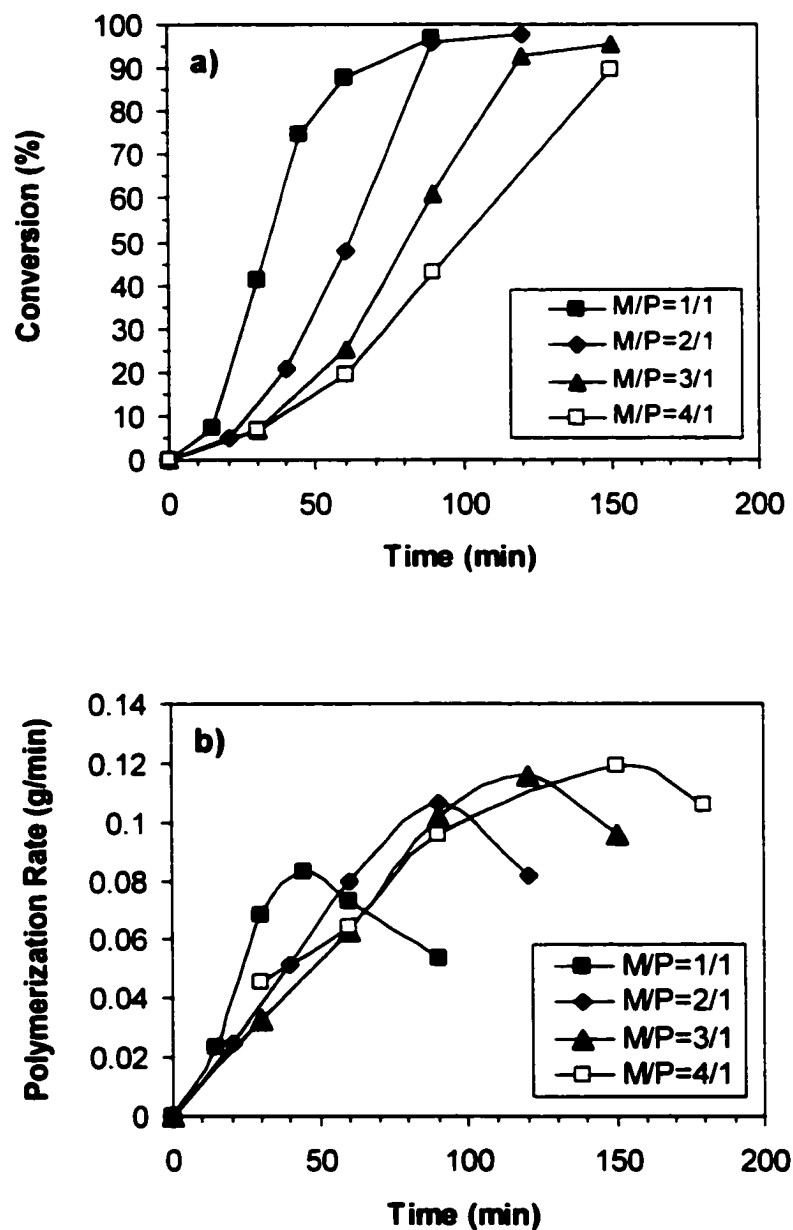 a)
Conversion (%)
100
90
80
70
60
50
40
30
20
10
0
M/P=1/1
M/P=2/1
M/P=3/1
M/P=4/1
0 50 100 150 200
Time (min)
b)
Polymerization Rate (g/min)
0.14
0.12
0.1
0.08
0.06
0.04
0.02
0
M/P=1/1
M/P=2/1
M/P=3/1
M/P=4/1
0 50 100 150 200
Time (min)